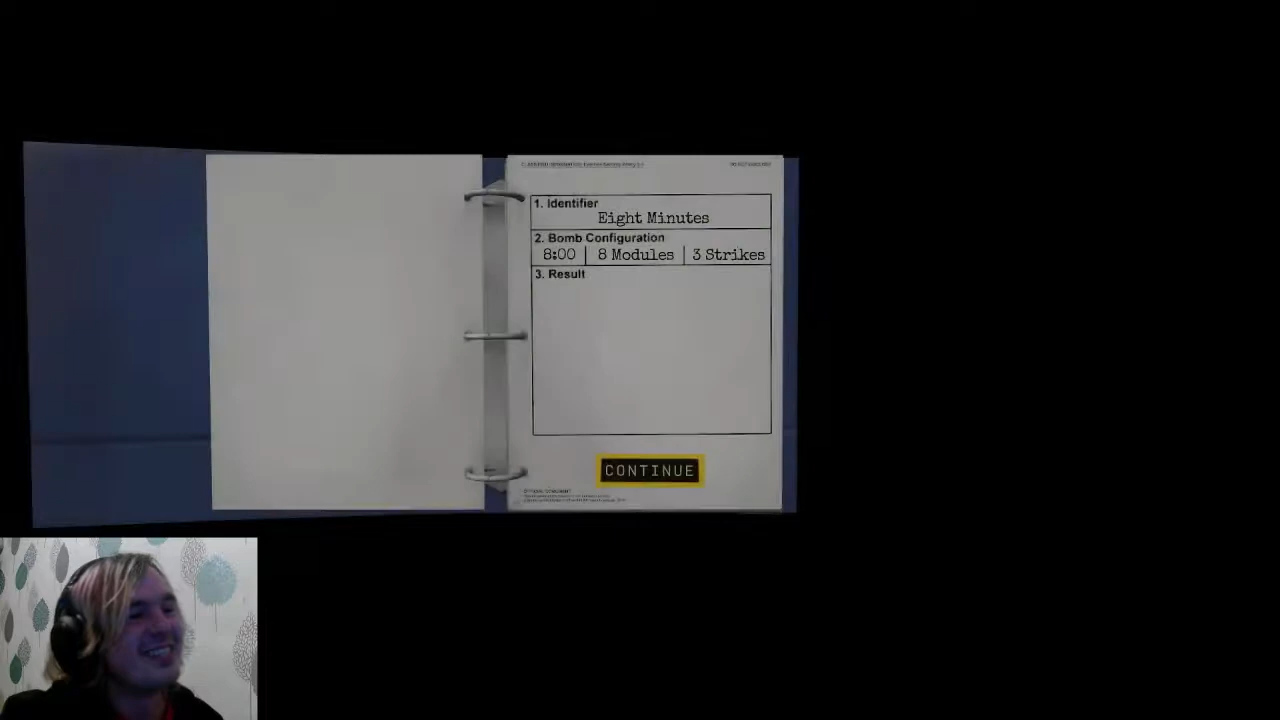 1. Identifier
Eight Minutes
2. Bomb Configuration
8:00 | 8 Modules | 3 Strikes
3. Result
CONTINUE